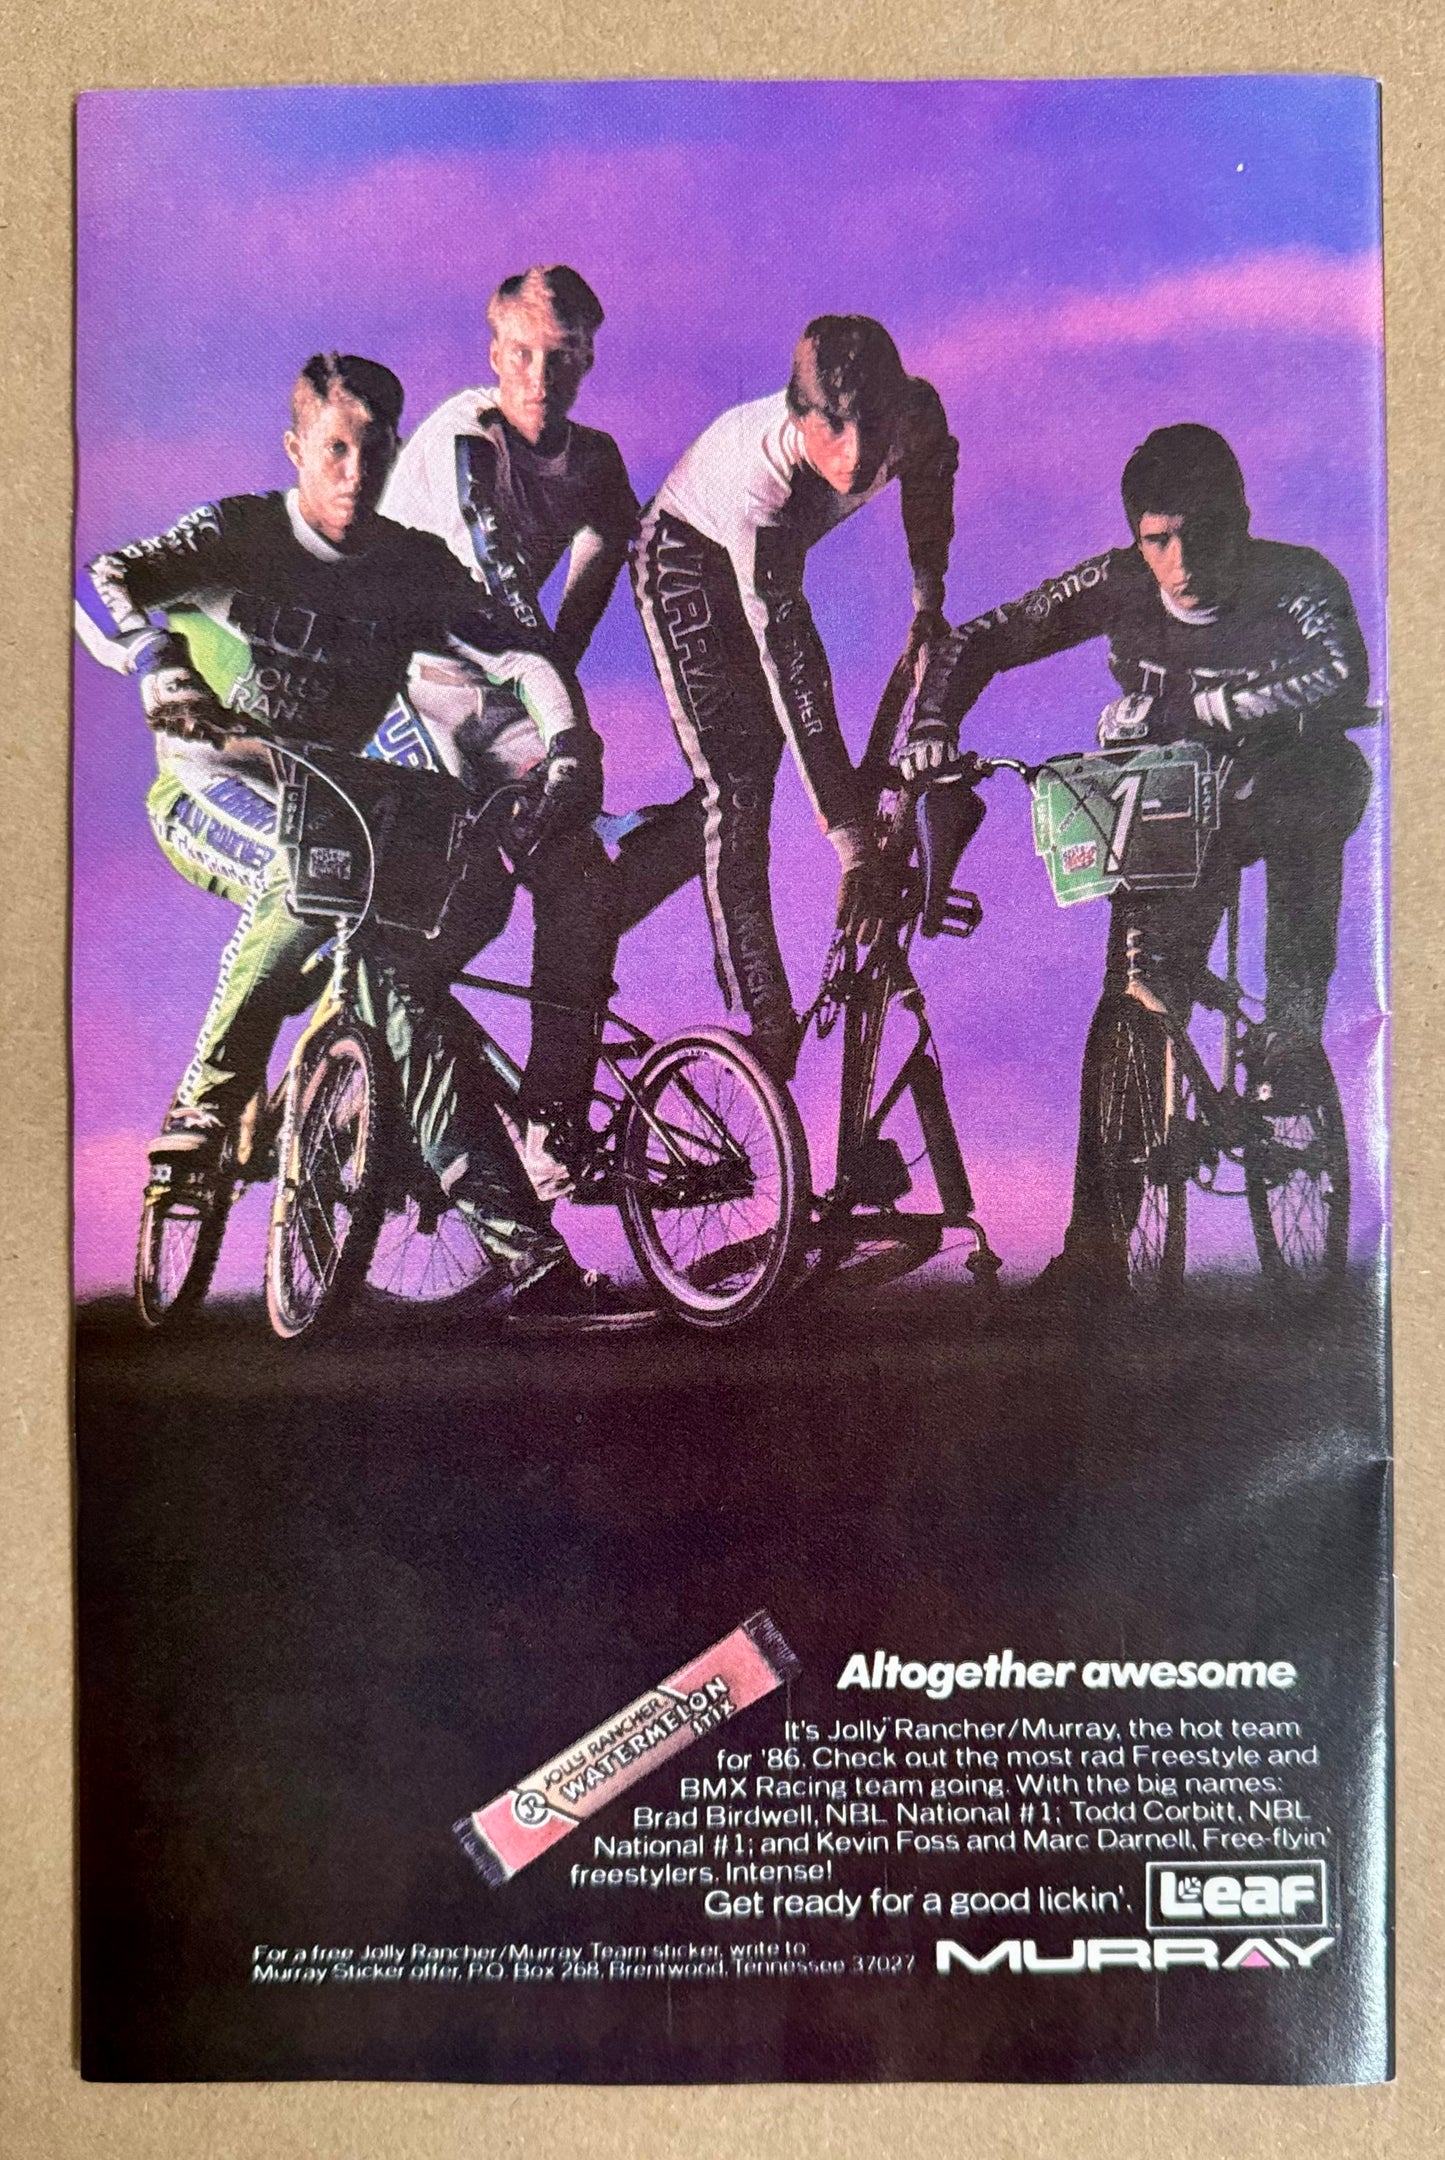 JOLLY
RAN
MURRAY
JOLLY RANCHER
1
PLATE
JOLLY RANCHER
WATERMELON
STIX
JR
Altogether awesome
It's Jolly Rancher/Murray, the hot team
for '86. Check out the most rad Freestyle and
BMX Racing team going. With the big names:
Brad Birdwell, NBL National #1; Todd Corbitt, NBL
National #1; and Kevin Foss and Marc Darnell, Free-flyin'
freestylers. Intense!
Get ready for a good lickin'.
Leaf
For a free Jolly Rancher/Murray Team sticker, write to:
Murray Sticker offer, P.O. Box 268, Brentwood, Tennessee 37027
MURRAY